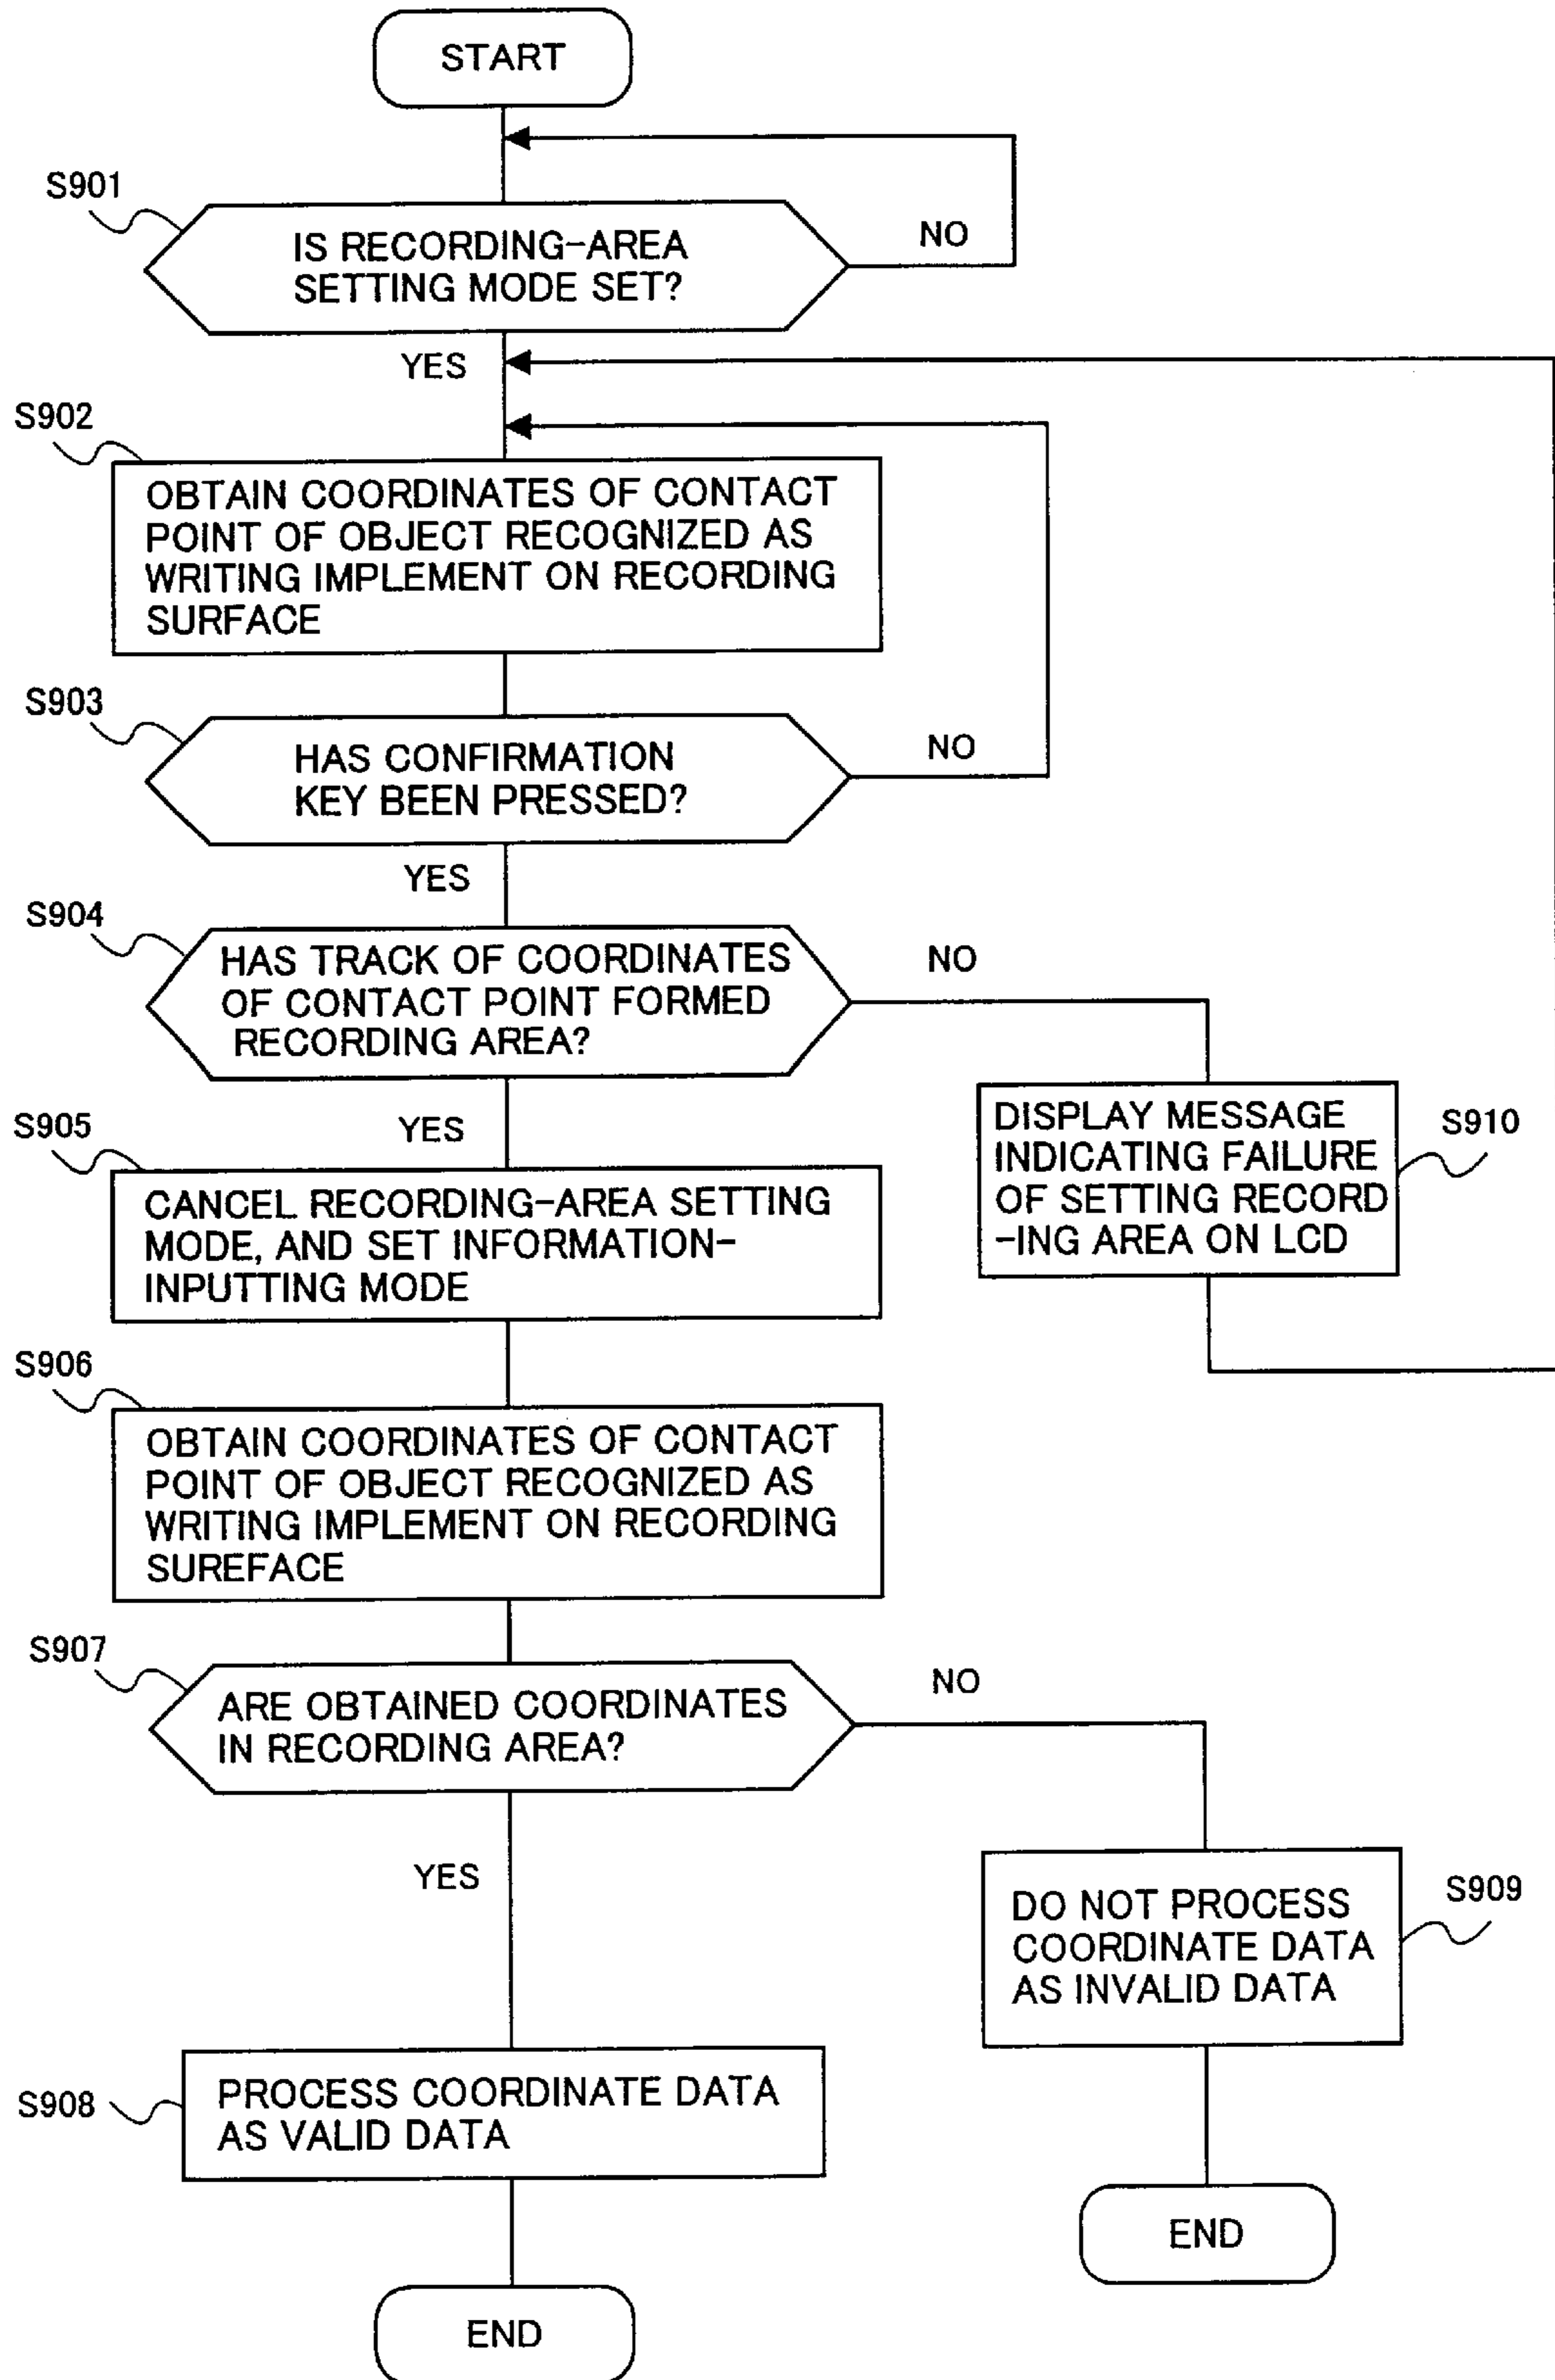 START
S901
IS RECORDING-AREA
SETTING MODE SET?
NO
YES
S902
OBTAIN COORDINATES OF CONTACT
POINT OF OBJECT RECOGNIZED AS
WRITING IMPLEMENT ON RECORDING
SURFACE
S903
HAS CONFIRMATION
KEY BEEN PRESSED?
NO
YES
S904
HAS TRACK OF COORDINATES
OF CONTACT POINT FORMED
RECORDING AREA?
NO
YES
DISPLAY MESSAGE
INDICATING FAILURE
OF SETTING RECORD
-ING AREA ON LCD
S910
S905
CANCEL RECORDING-AREA SETTING
MODE, AND SET INFORMATION-
INPUTTING MODE
S906
OBTAIN COORDINATES OF CONTACT
POINT OF OBJECT RECOGNIZED AS
WRITING IMPLEMENT ON RECORDING
SUREFACE
S907
ARE OBTAINED COORDINATES
IN RECORDING AREA?
NO
YES
DO NOT PROCESS
COORDINATE DATA
AS INVALID DATA
S909
S908
PROCESS COORDINATE DATA
AS VALID DATA
END
END